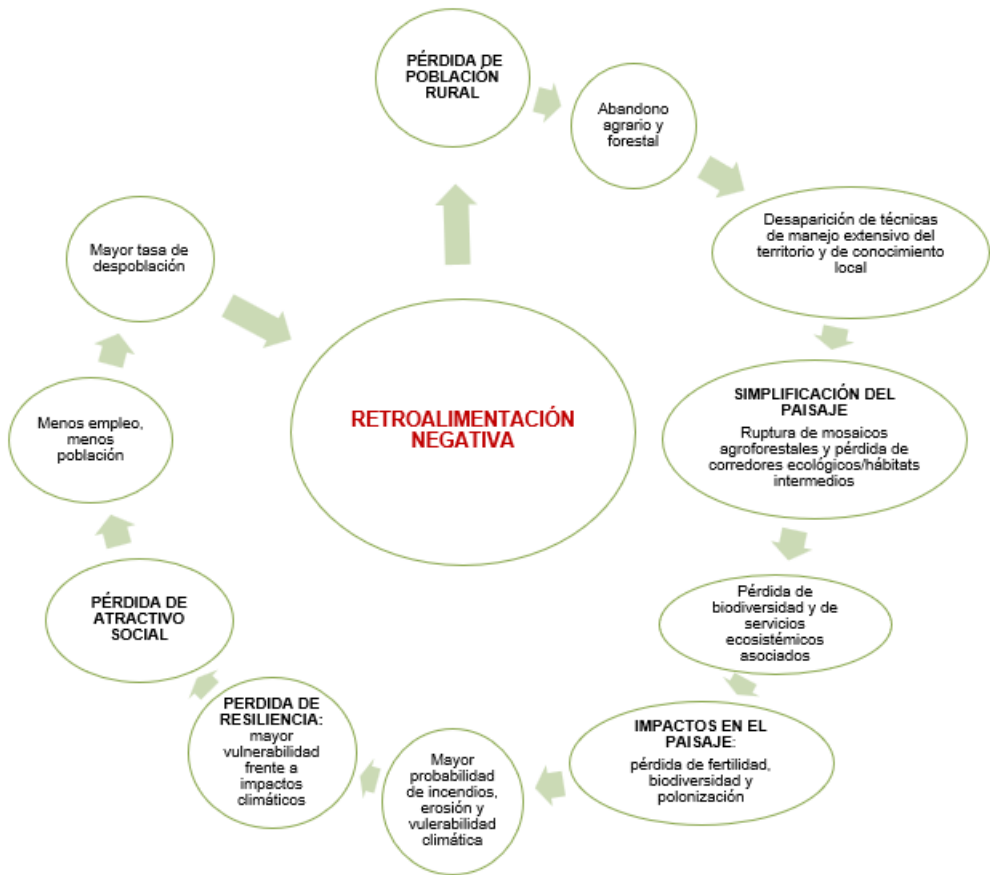 PÉRDIDA DE
POBLACIÓN
RURAL
Abandono
agrario y
forestal
Desaparición de técnicas
de manejo extensivo del
territorio y de conocimiento
local
SIMPLIFICACIÓN DEL
PAISAJE
Ruptura de mosaicos
agroforestales y pérdida de
corredores ecológicos/hábitats
intermedios
Pérdida de
biodiversidad y de
servicios
ecosistémicos
asociados
IMPACTOS EN EL
PAISAJE:
pérdida de fertilidad,
biodiversidad y
polonización
Mayor
probabilidad
de incendios,
erosión y
vulerabilidad
climática
PERDIDA DE
RESILIENCIA:
mayor
vulnerabilidad
frente a
impactos
climáticos
PÉRDIDA DE
ATRACTIVO
SOCIAL
Menos empleo,
menos
población
Mayor tasa de
despoblación
RETROALIMENTACIÓN
NEGATIVA